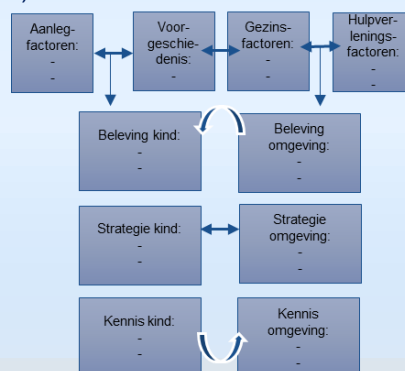 Aanleg-
factoren:
-
-
Voor-
geschie-
denis:
-
Gezins-
factoren:
-
-
Hulpver-
lenings-
factoren:
-
-
Beleving kind:
-
-
Beleving
omgeving:
-
-
Strategie kind:
-
-
Strategie
omgeving:
-
-
Kennis kind:
-
-
Kennis
omgeving:
-
-